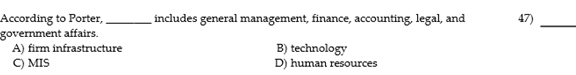 According to Porter, ________ includes general management, finance, accounting, legal, and 47) ______
government affairs.
A) firm infrastructure B) technology
C) MIS D) human resources